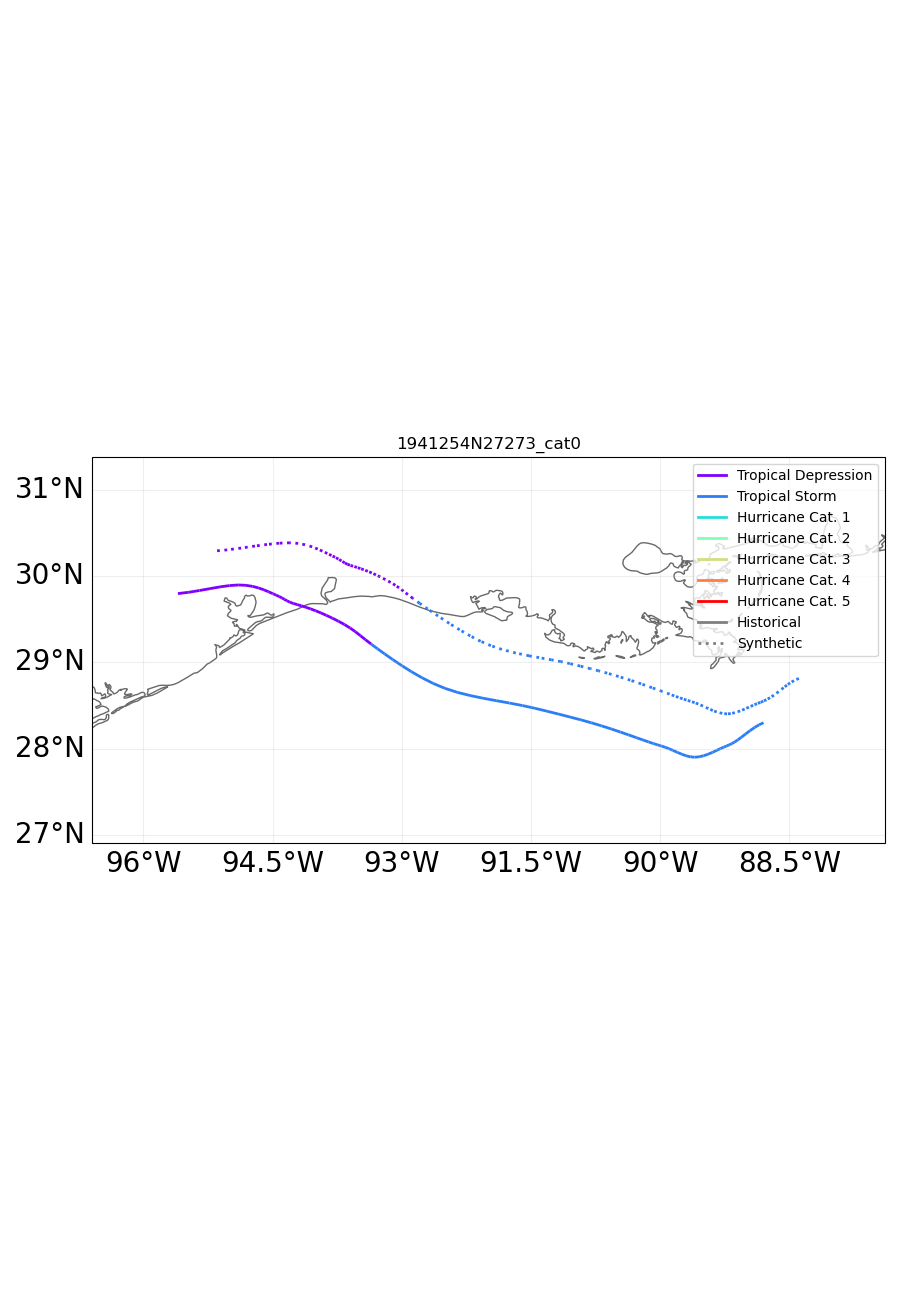 1941254N27273_cat0
Tropical Depression
Tropical Storm
Hurricane Cat. 1
Hurricane Cat. 2
Hurricane Cat. 3
Hurricane Cat. 4
Hurricane Cat. 5
Historical
Synthetic
31°N
30°N
29°N
28°N
27°N
96°W 94.5°W 93°W 91.5°W 90°W 88.5°W